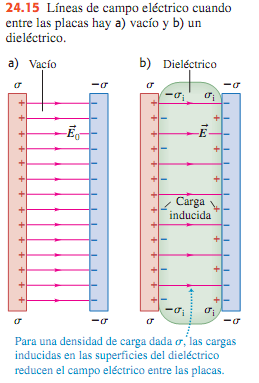 24.15 Líneas de campo eléctrico cuando
entre las placas hay a) vacío y b) un
dieléctrico.
a) Vacío
σ
−σ
E⃗₀
σ
−σ
b) Dieléctrico
σ
−σ
−σi
σi
E⃗
Carga
inducida
−σi
σi
σ
−σ
Para una densidad de carga dada σ, las cargas
inducidas en las superficies del dieléctrico
reducen el campo eléctrico entre las placas.